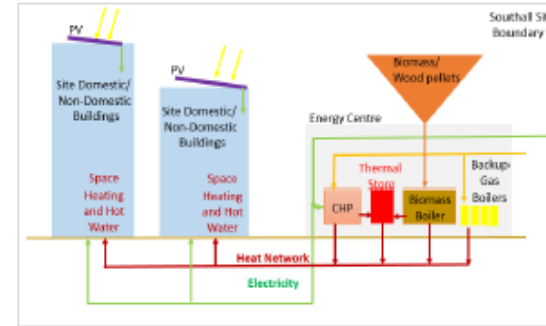 Southall Sit
Boundary
PV
Biomass/
Wood pellets
PV
Site Domestic/
Non-Domestic
Buildings
Site Domestic/
Non-Domestic
Buildings
Energy Centre
Thermal
Store
Backup
Gas
Boilers
Space
Heating
and Hot
Water
Space
Heating
and Hot
Water
CHP
Biomass
Boiler
Heat Network
Electricity